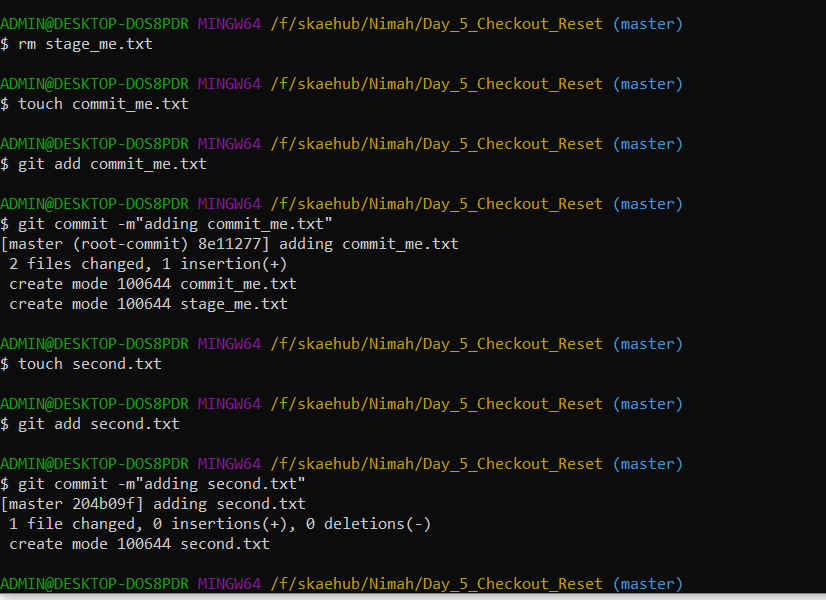 ADMIN@DESKTOP-DOS8PDR MINGW64 /f/skaehub/Nimah/Day_5_Checkout_Reset (master)
$ rm stage_me.txt
ADMIN@DESKTOP-DOS8PDR MINGW64 /f/skaehub/Nimah/Day_5_Checkout_Reset (master)
$ touch commit_me.txt
ADMIN@DESKTOP-DOS8PDR MINGW64 /f/skaehub/Nimah/Day_5_Checkout_Reset (master)
$ git add commit_me.txt
ADMIN@DESKTOP-DOS8PDR MINGW64 /f/skaehub/Nimah/Day_5_Checkout_Reset (master)
$ git commit -m"adding commit_me.txt"
[master (root-commit) 8e11277] adding commit_me.txt
 2 files changed, 1 insertion(+)
 create mode 100644 commit_me.txt
 create mode 100644 stage_me.txt
ADMIN@DESKTOP-DOS8PDR MINGW64 /f/skaehub/Nimah/Day_5_Checkout_Reset (master)
$ touch second.txt
ADMIN@DESKTOP-DOS8PDR MINGW64 /f/skaehub/Nimah/Day_5_Checkout_Reset (master)
$ git add second.txt
ADMIN@DESKTOP-DOS8PDR MINGW64 /f/skaehub/Nimah/Day_5_Checkout_Reset (master)
$ git commit -m"adding second.txt"
[master 204b09f] adding second.txt
 1 file changed, 0 insertions(+), 0 deletions(-)
 create mode 100644 second.txt
ADMIN@DESKTOP-DOS8PDR MINGW64 /f/skaehub/Nimah/Day_5_Checkout_Reset (master)